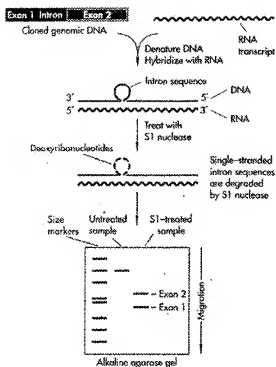 Exon 1 Intron Exon 2
Cloned genomic DNA
RNA
transcript
Denature DNA
Hybridize with RNA
Intron sequence
3′ 5′ DNA
5′ 3′ RNA
Treat with
S1 nuclease
Deoxyribonucleotides
Single-stranded
intron sequences
are degraded
by S1 nuclease
Size
markers
Untreated
sample
S1-treated
sample
Exon 2
Exon 1
Migration
Alkaline agarose gel